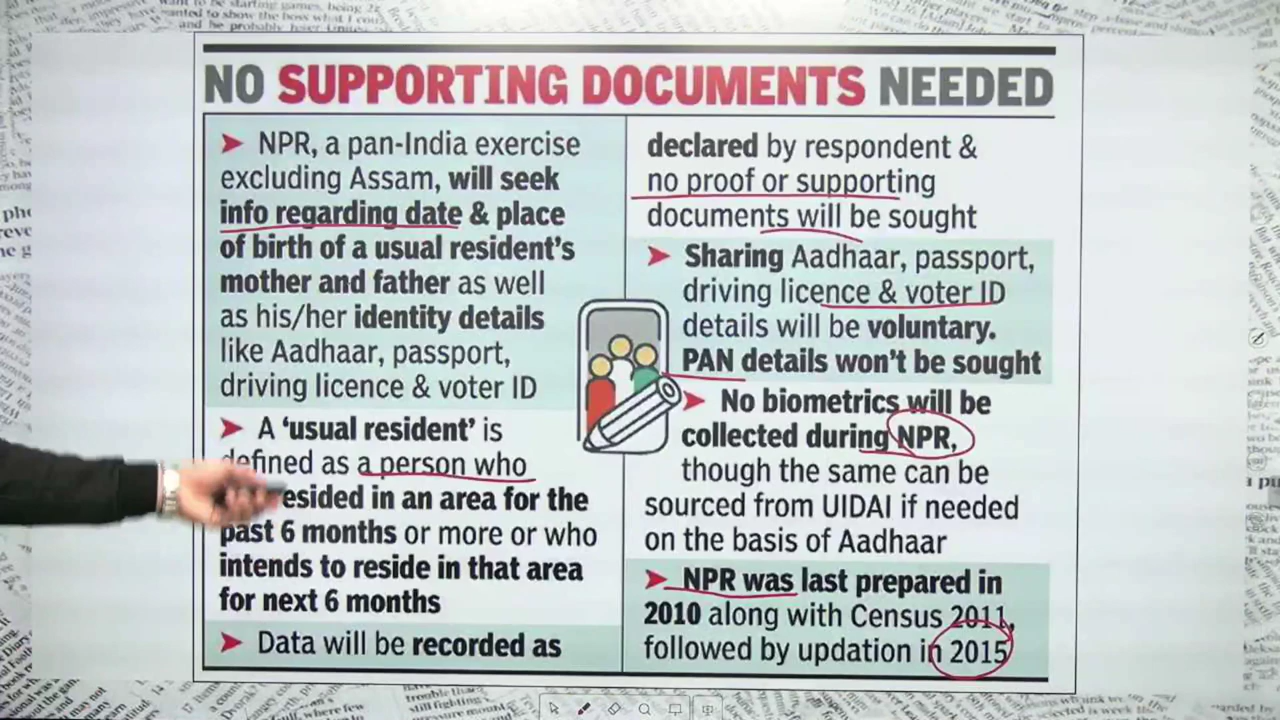 NO SUPPORTING DOCUMENTS NEEDED
➤ NPR, a pan-India exercise
excluding Assam, will seek
info regarding date & place
of birth of a usual resident's
mother and father as well
as his/her identity details
like Aadhaar, passport,
driving licence & voter ID
➤ A 'usual resident' is
defined as a person who
resided in an area for the
past 6 months or more or who
intends to reside in that area
for next 6 months
➤ Data will be recorded as
declared by respondent &
no proof or supporting
documents will be sought
➤ Sharing Aadhaar, passport,
driving licence & voter ID
details will be voluntary.
PAN details won't be sought
➤ No biometrics will be
collected during NPR,
though the same can be
sourced from UIDAI if needed
on the basis of Aadhaar
➤ NPR was last prepared in
2010 along with Census 2011,
followed by updation in 2015